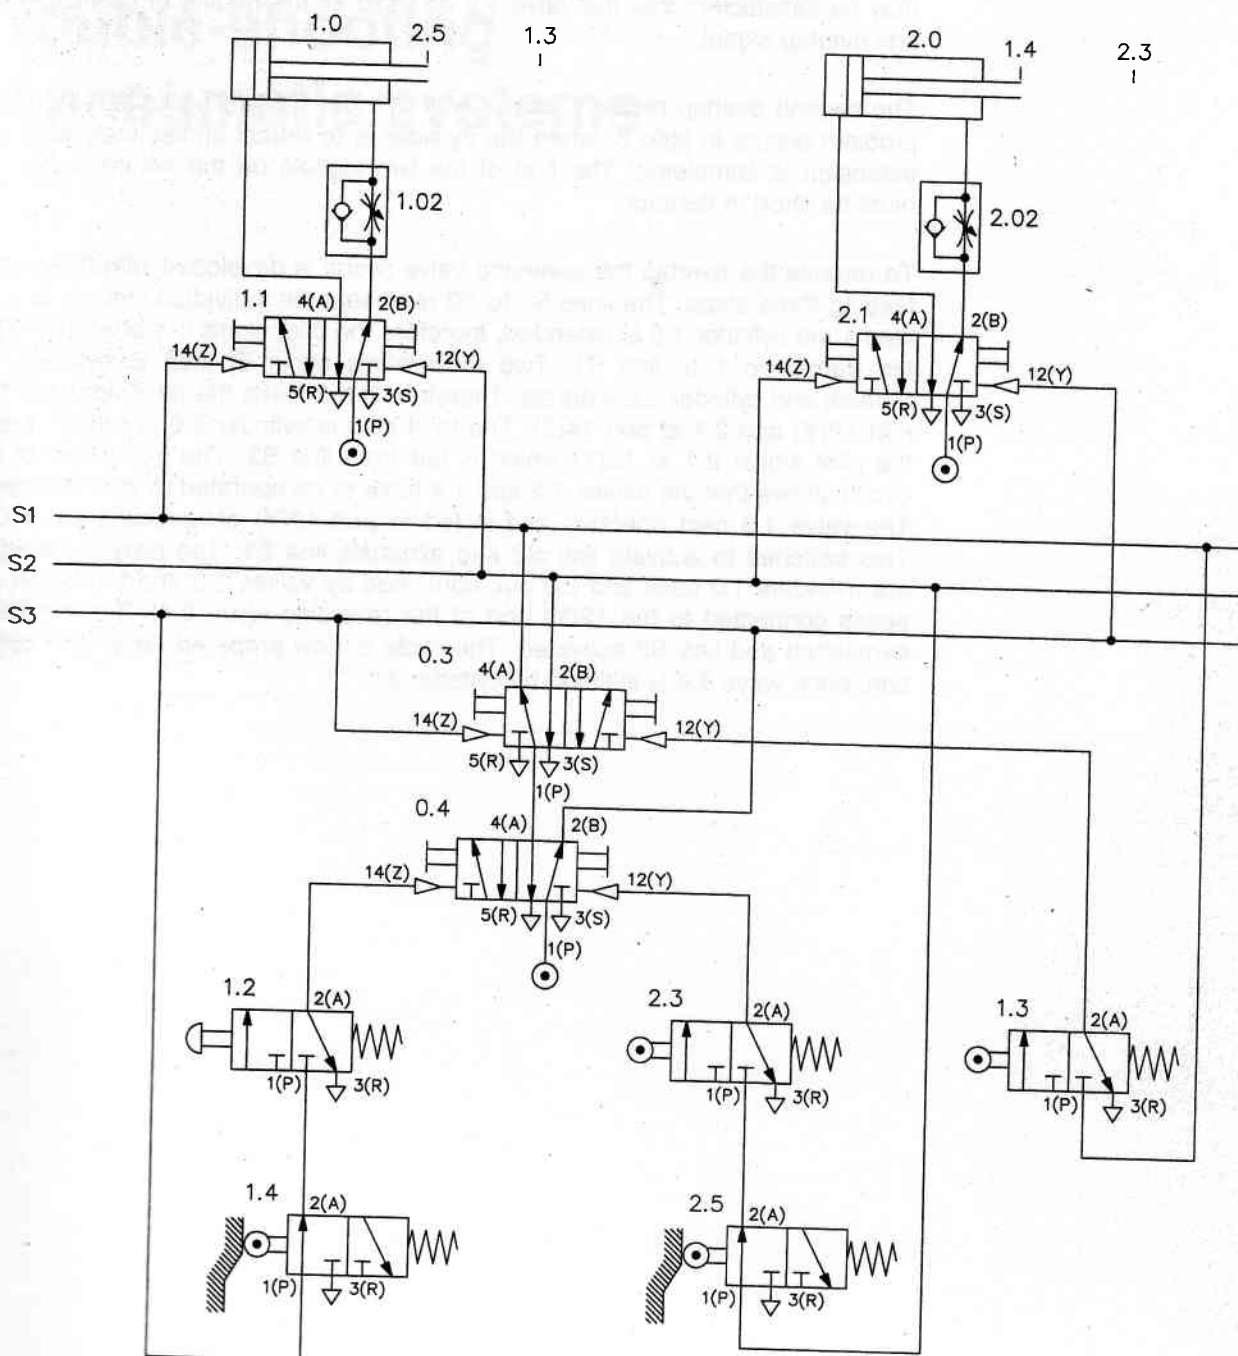 1.0 2.5 1.3 2.0 1.4 2.3
1.02 2.02
1.1 4(A) 2(B) 2.1 4(A) 2(B)
14(Z) 12(Y) 14(Z) 12(Y)
5(R) 3(S) 5(R) 3(S)
1(P) 1(P)
S1
S2
S3
0.3 4(A) 2(B)
14(Z) 12(Y)
5(R) 3(S)
1(P)
0.4 4(A) 2(B)
14(Z) 12(Y)
5(R) 3(S)
1(P)
1.2 2(A) 2.3 2(A) 1.3 2(A)
1(P) 3(R) 1(P) 3(R) 1(P) 3(R)
1.4 2(A) 2.5 2(A)
1(P) 3(R) 1(P) 3(R)